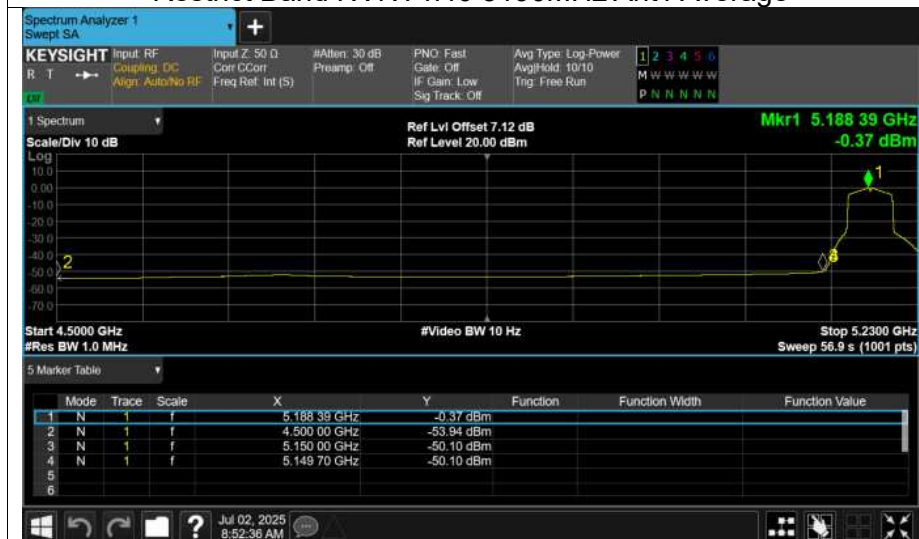 Spectrum Analyzer 1
Swept SA
+
KEYSIGHT
R T
Input: RF
Coupling: DC
Align: Auto/No RF
Input Z: 50 Ω
Corr CCorr
Freq Ref: Int (S)
#Atten: 30 dB
Preamp: Off
PNO: Fast
Gate: Off
IF Gain: Low
Sig Track: Off
Avg Type: Log-Power
Avg|Hold: 10/10
Trig: Free Run
1 2 3 4 5 6
M W W W W W
P N N N N N
1 Spectrum
Scale/Div 10 dB
Ref Lvl Offset 7.12 dB
Ref Level 20.00 dBm
Mkr1 5.188 39 GHz
-0.37 dBm
Log
10.0
0.00
-10.0
-20.0
-30.0
-40.0
-50.0
-60.0
-70.0
1
2
Start 4.5000 GHz
#Video BW 10 Hz
Stop 5.2300 GHz
#Res BW 1.0 MHz
Sweep 56.9 s (1001 pts)
5 Marker Table
Mode Trace Scale X Y Function Function Width Function Value
1 N 1 f 5.188 39 GHz -0.37 dBm
2 N 1 f 4.500 00 GHz -53.94 dBm
3 N 1 f 5.150 00 GHz -50.10 dBm
4 N 1 f 5.149 70 GHz -50.10 dBm
5
6
?
Jul 02, 2025
8:52:36 AM